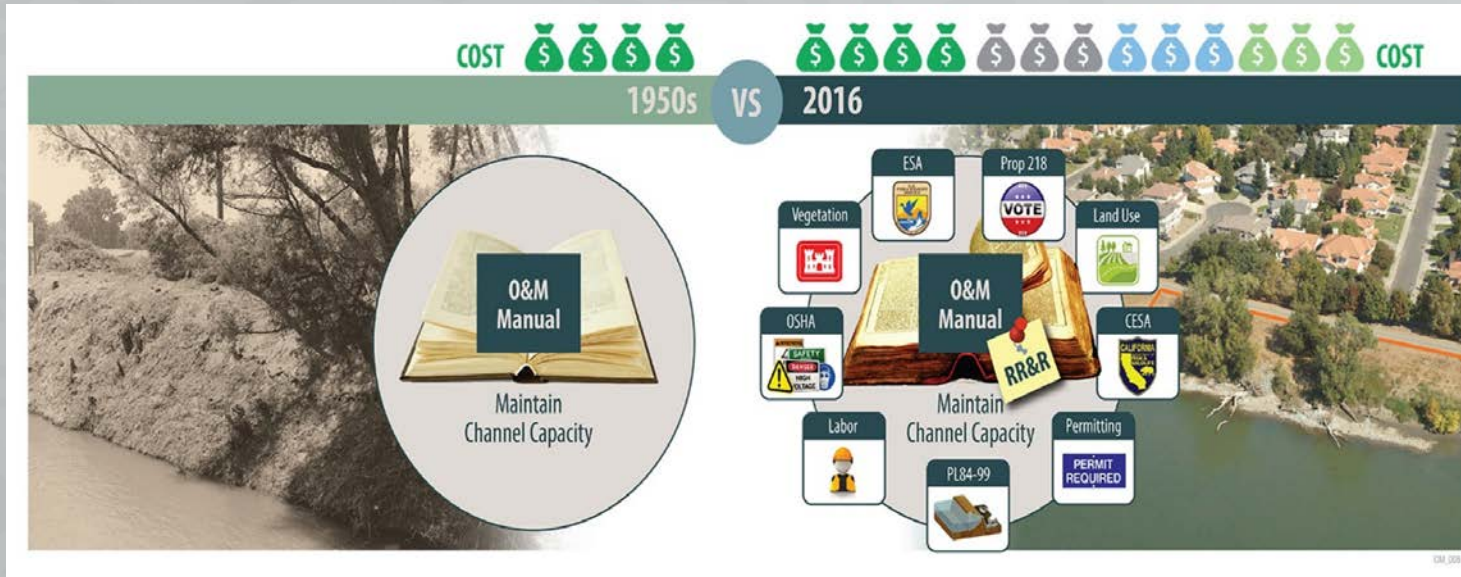 COST $ $ $ $ $ $ $ $ $ $ $ $ $ $ $ $ $ COST
1950s VS 2016
ESA
Prop 218
VOTE
Vegetation
Land Use
O&M
Manual
O&M
Manual
OSHA
SAFETY
DANGER
HIGH
VOLTAGE
RR&R
CESA
CALIFORNIA
Maintain
Channel Capacity
Maintain
Channel Capacity
Labor
Permitting
PERMIT
REQUIRED
PL84-99